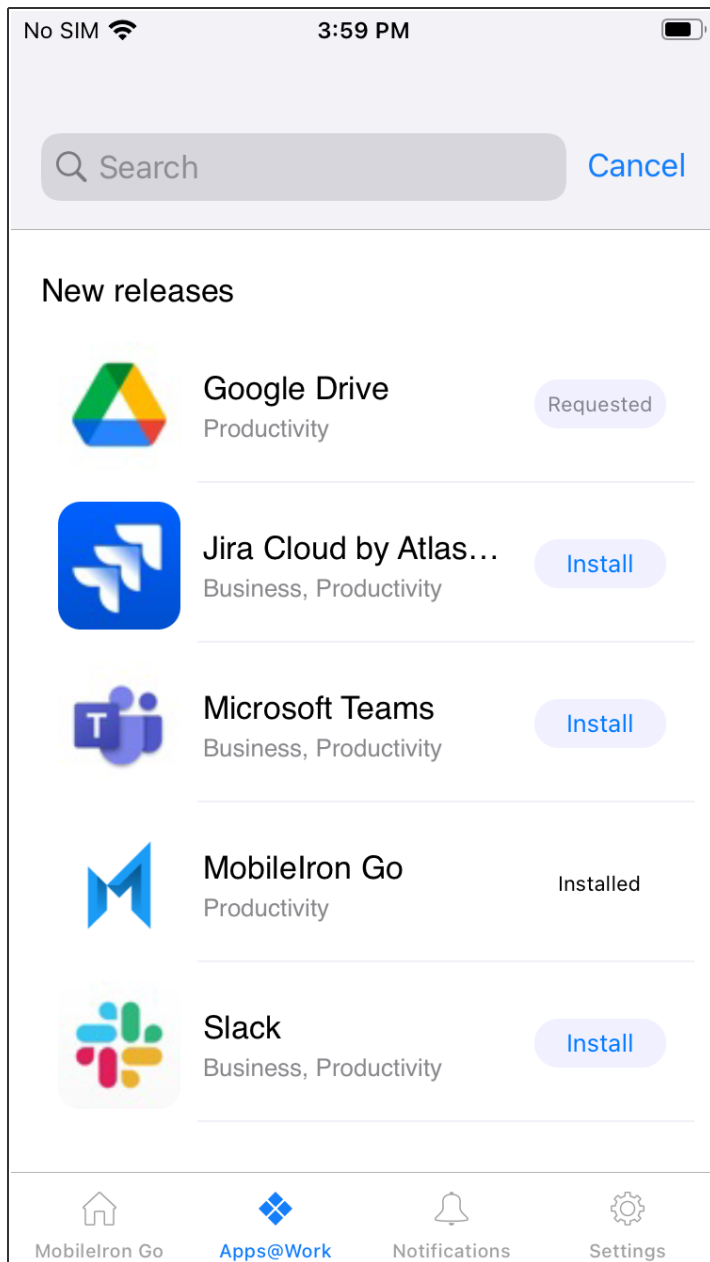 No SIM 3:59 PM
Search Cancel
New releases
Google Drive
Productivity
Requested
Jira Cloud by Atlas...
Business, Productivity
Install
T
Microsoft Teams
Business, Productivity
Install
MobileIron Go
Productivity
Installed
Slack
Business, Productivity
Install
MobileIron Go Apps@Work Notifications Settings